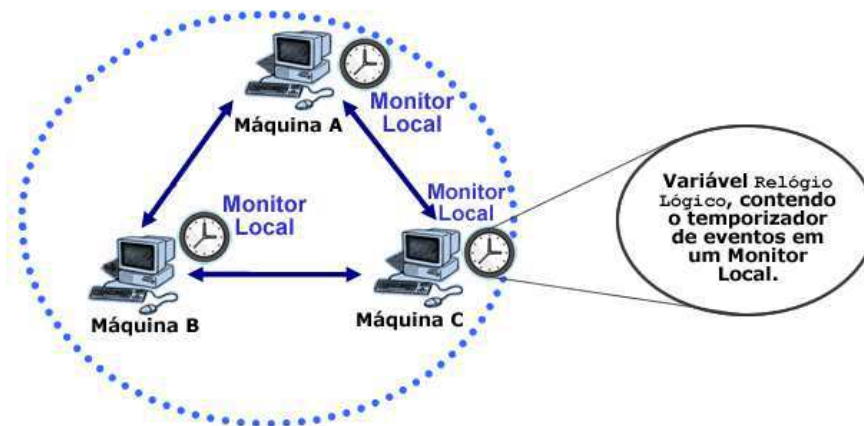 Monitor
Local
Máquina A
Monitor
Local
Monitor
Local
Variável Relógio
Lógico, contendo
o temporizador
de eventos em
um Monitor
Local.
Máquina B
Máquina C